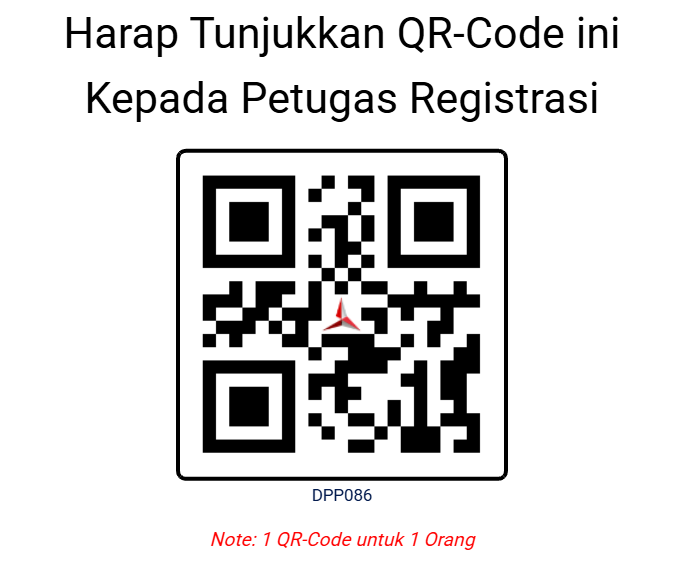 Harap Tunjukkan QR-Code ini
Kepada Petugas Registrasi
DPP086
Note: 1 QR-Code untuk 1 Orang